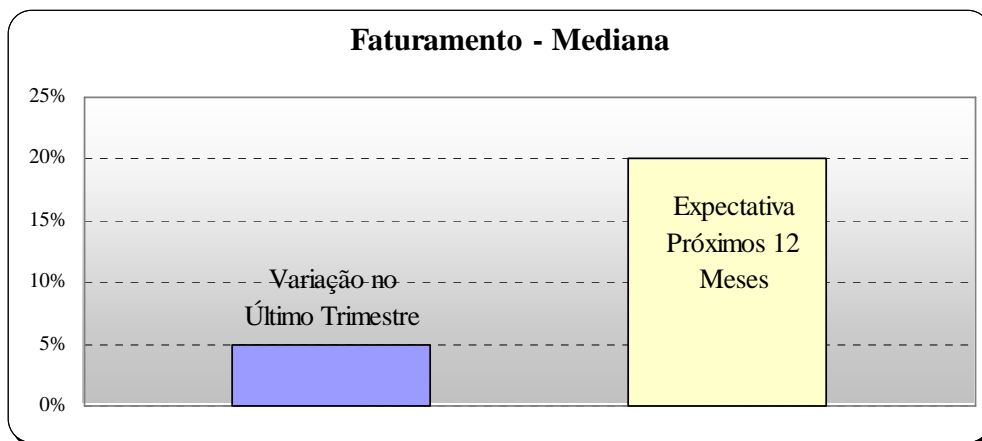 Faturamento - Mediana
25%
20%
15%
10%
5%
0%
Variação no
Último Trimestre
Expectativa
Próximos 12
Meses